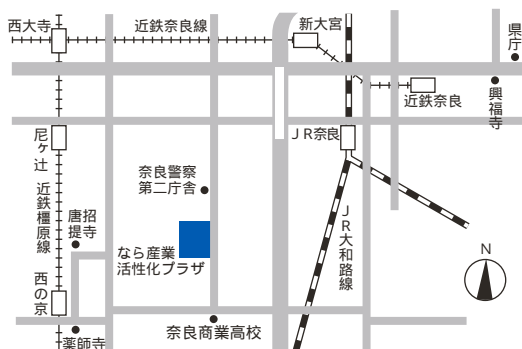 西大寺
近鉄奈良線
新大宮
県庁
近鉄奈良
興福寺
尼ヶ辻
JR奈良
奈良警察
第二庁舎
近鉄橿原線
唐招
提寺
なら産業
活性化プラザ
JR大和路線
N
西の京
奈良商業高校
薬師寺